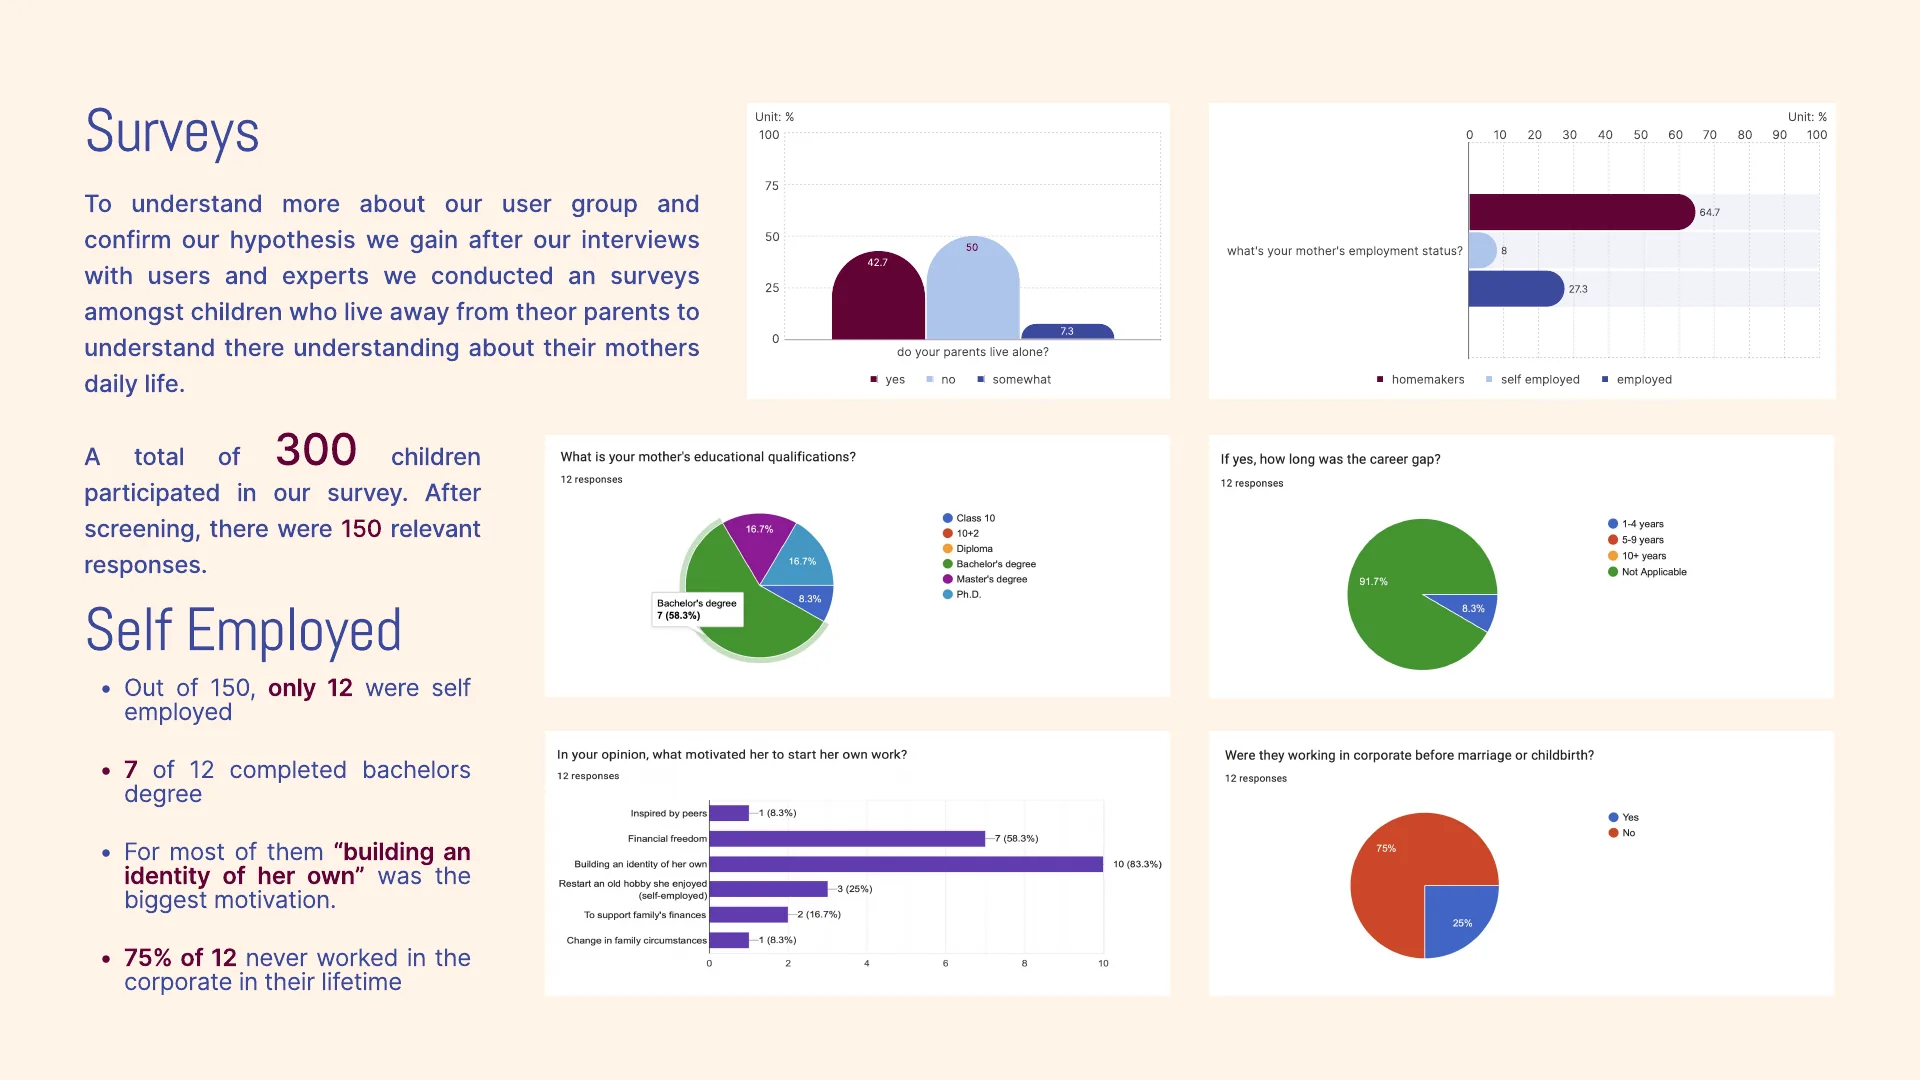 Surveys
To understand more about our user group and
confirm our hypothesis we gain after our interviews
with users and experts we conducted an surveys
amongst children who live away from theor parents to
understand there understanding about their mothers
daily life.
A total of 300 children
participated in our survey. After
screening, there were 150 relevant
responses.
Self Employed
• Out of 150, only 12 were self
employed
• 7 of 12 completed bachelors
degree
• For most of them “building an
identity of her own” was the
biggest motivation.
• 75% of 12 never worked in the
corporate in their lifetime
Unit: %
100
75
50
25
0
42.7
50
7.3
do your parents live alone?
yes no somewhat
Unit: %
0 10 20 30 40 50 60 70 80 90 100
64.7
what's your mother's employment status? 8
27.3
homemakers self employed employed
What is your mother's educational qualifications?
12 responses
16.7%
16.7%
8.3%
Bachelor's degree
7 (58.3%)
Class 10
10+2
Diploma
Bachelor's degree
Master's degree
Ph.D.
If yes, how long was the career gap?
12 responses
91.7%
8.3%
1-4 years
5-9 years
10+ years
Not Applicable
In your opinion, what motivated her to start her own work?
12 responses
Inspired by peers 1 (8.3%)
Financial freedom 7 (58.3%)
Building an identity of her own 10 (83.3%)
Restart an old hobby she enjoyed
(self-employed) 3 (25%)
To support family's finances 2 (16.7%)
Change in family circumstances 1 (8.3%)
0 2 4 6 8 10
Were they working in corporate before marriage or childbirth?
12 responses
75%
25%
Yes
No